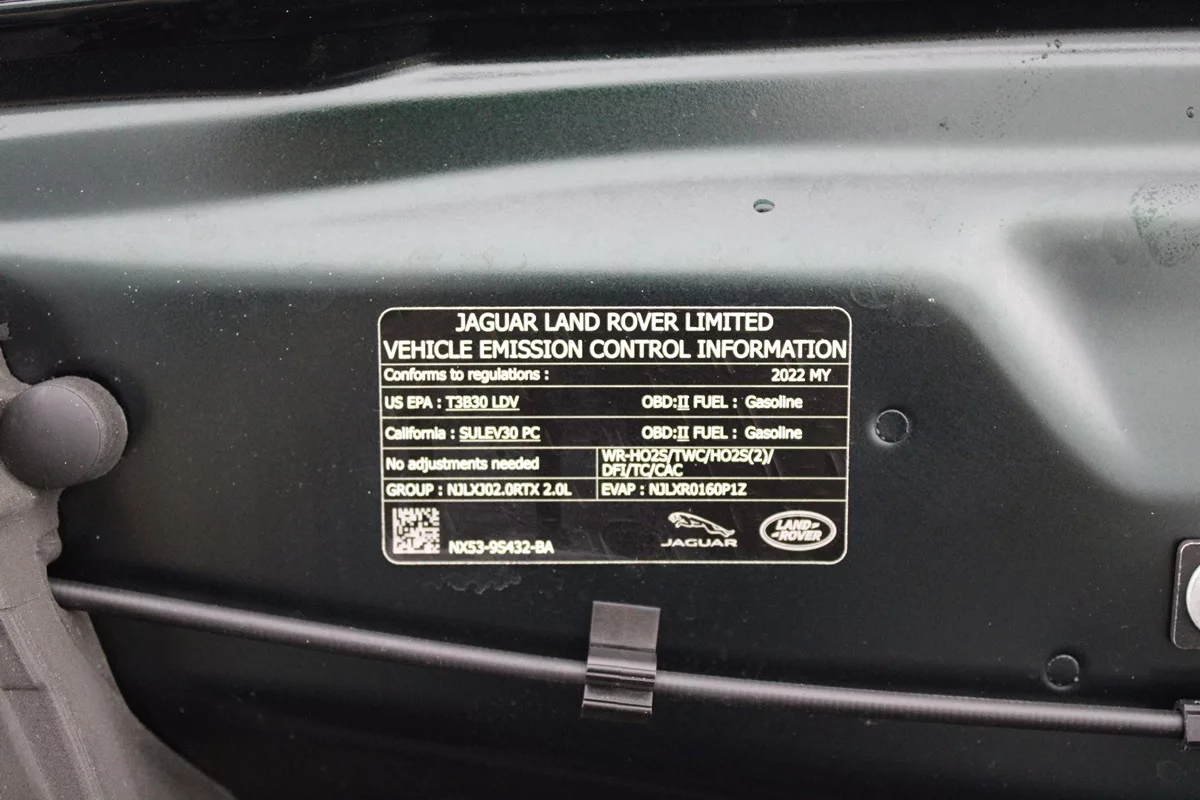 JAGUAR LAND ROVER LIMITED
VEHICLE EMISSION CONTROL INFORMATION
Conforms to regulations : 2022 MY
US EPA : T3B30 LDV OBD:II FUEL : Gasoline
California : SULEV30 PC OBD:II FUEL : Gasoline
No adjustments needed
WR-HO2S/TWC/HO2S(2)/
DFI/TC/CAC
GROUP : NJLXJ02.0RTX 2.0L EVAP : NJLXR0160P1Z
NX53-9S432-BA
JAGUAR
LAND-
-ROVER